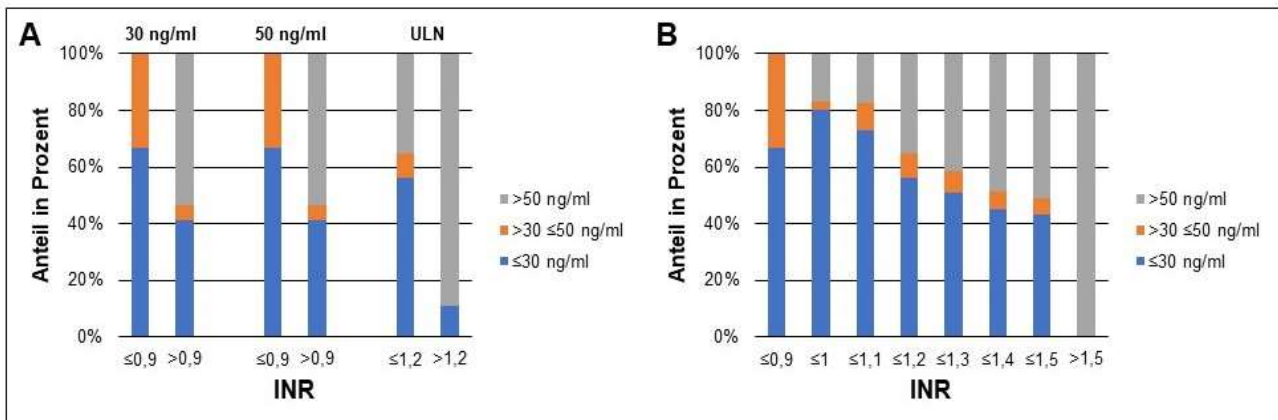 A
30 ng/ml 50 ng/ml ULN
100%
80%
60%
40%
20%
0%
Anteil in Prozent
≤0,9 >0,9 ≤0,9 >0,9 ≤1,2 >1,2
INR
>50 ng/ml
>30 ≤50 ng/ml
≤30 ng/ml
B
100%
80%
60%
40%
20%
0%
Anteil in Prozent
≤0,9 ≤1 ≤1,1 ≤1,2 ≤1,3 ≤1,4 ≤1,5 >1,5
INR
>50 ng/ml
>30 ≤50 ng/ml
≤30 ng/ml